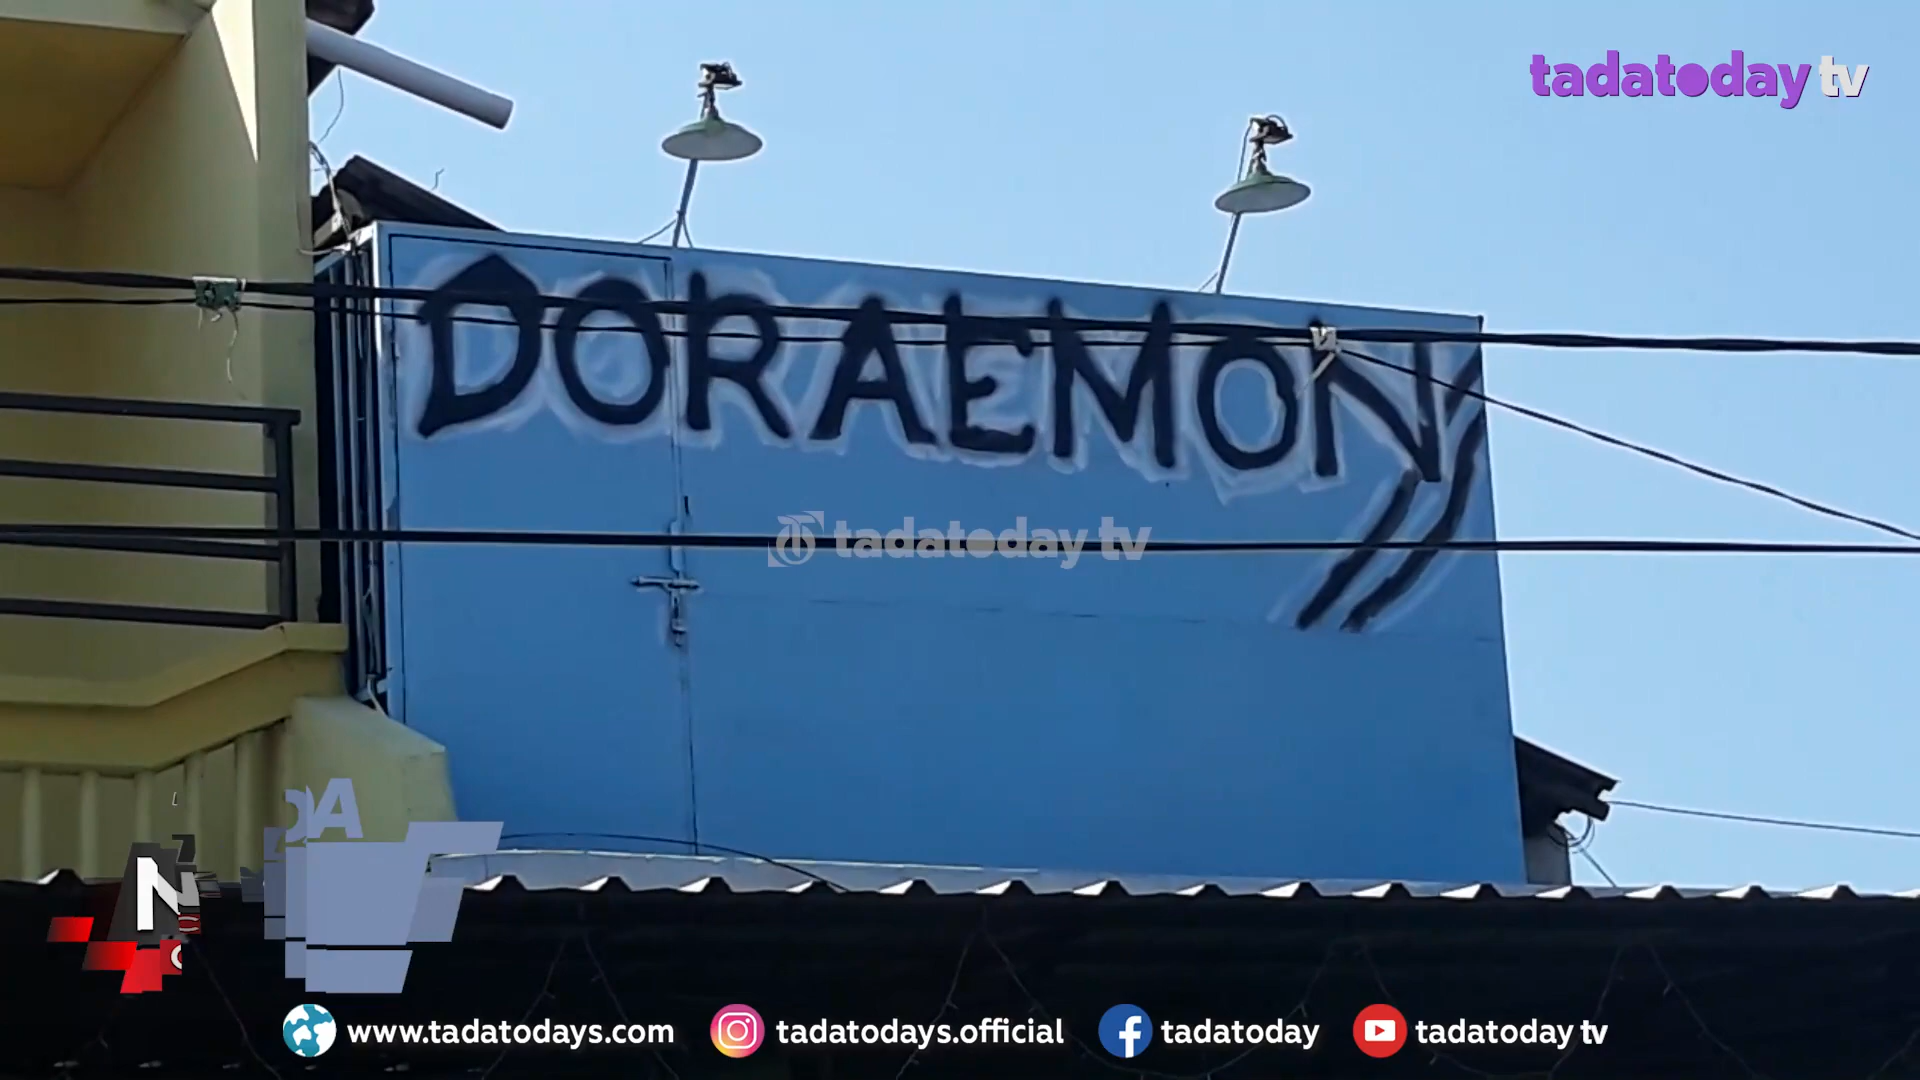 tadatoday tv
DORAEMON
tadatoday tv
www.tadatodays.com
tadatodays.official
tadatoday
tadatoday tv